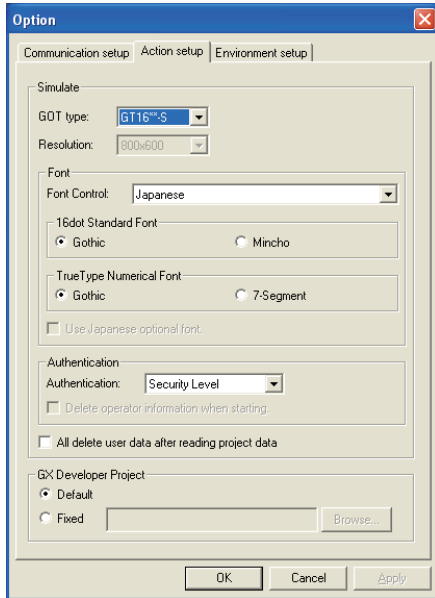 Option
Communication setup Action setup Environment setup
Simulate
GOT type: GT16**-S
Resolution: 800x600
Font
Font Control: Japanese
16dot Standard Font
Gothic Mincho
TrueType Numerical Font
Gothic 7-Segment
Use Japanese optional font.
Authentication
Authentication: Security Level
Delete operator information when starting.
All delete user data after reading project data
GX Developer Project
Default
Fixed Browse...
OK Cancel Apply